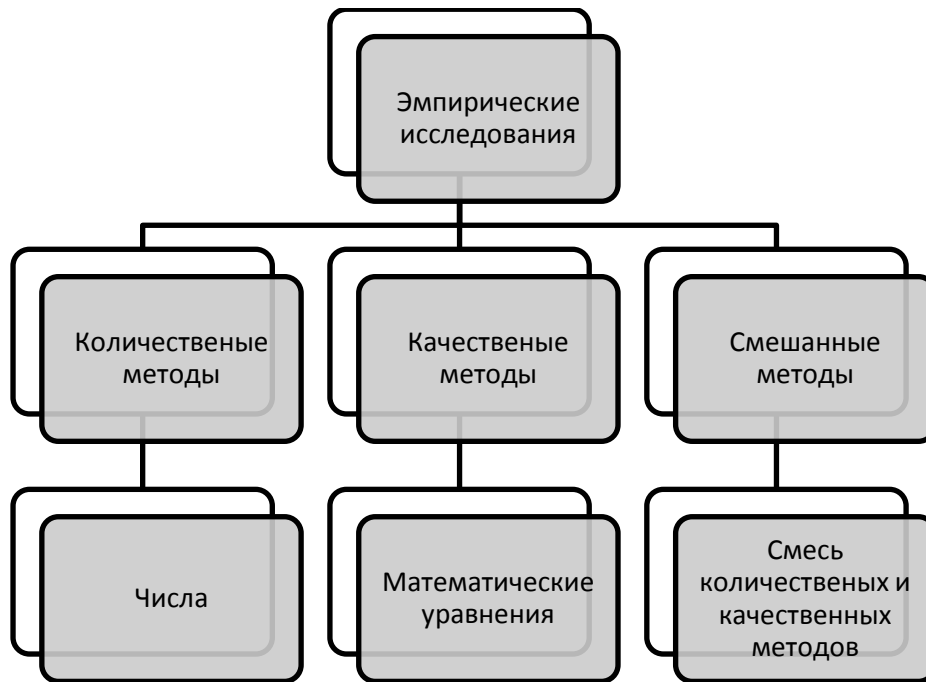 Эмпирические
исследования
Количественые
методы
Качественые
методы
Смешанные
методы
Числа
Математические
уравнения
Смесь
количественых и
качественных
методов